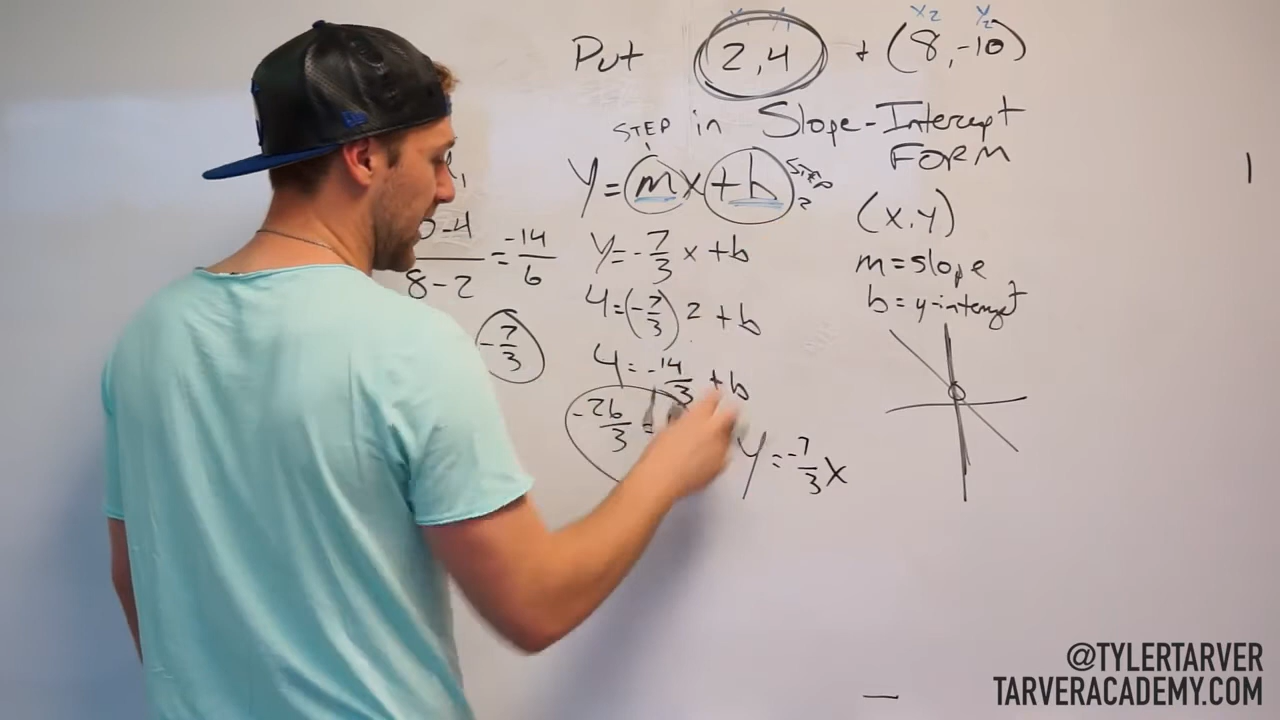 x2 y2
Put 2,4 + (8,-10)
STEP 1 in Slope-Intercept
FORM
y = mx + b STEP 2
(x,y)
-4
8-2
= -14/6
y = -7/3 x + b
m = slope
4 = (-7/3) 2 + b
b = y-intercept
-7/3
4 = -14/3 + b
-26/3 =
y = -7/3 x
@TYLERTARVER
TARVERACADEMY.COM